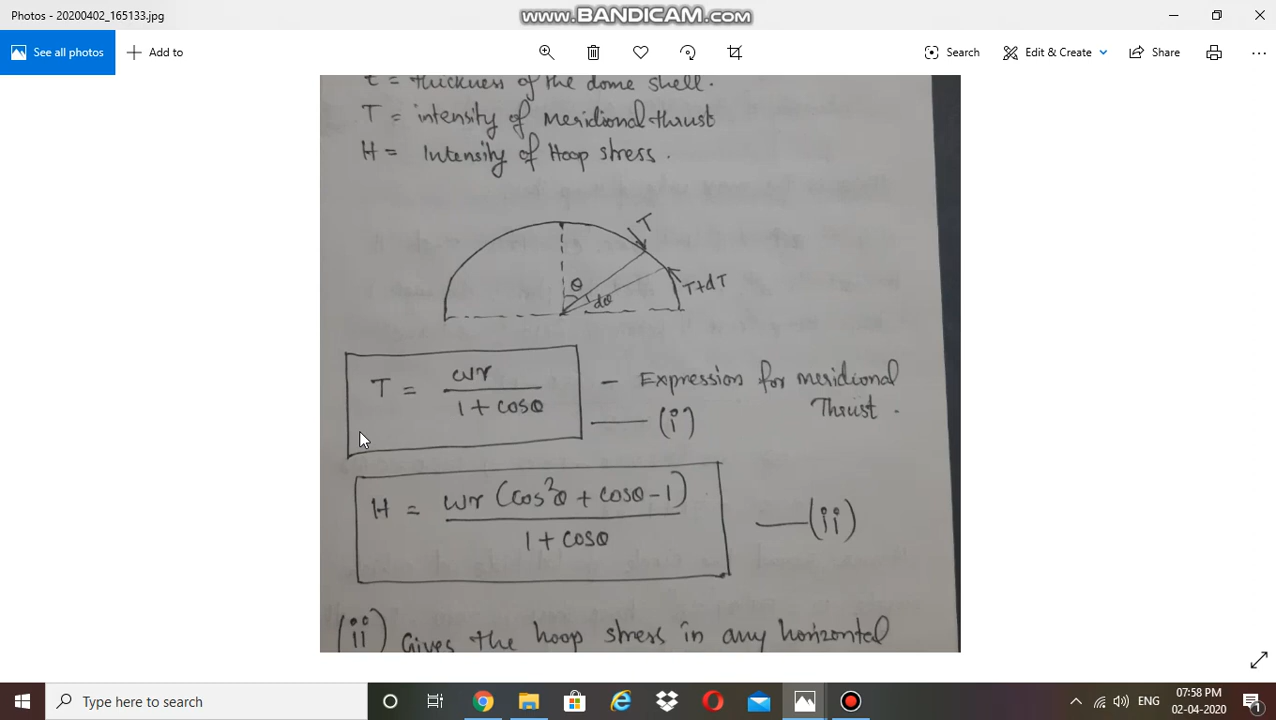 Photos - 20200402_165133.jpg
www.BANDICAM.com
See all photos
Add to
Search
Edit & Create
Share
t = thickness of the dome shell.
T = intensity of Meridional thrust
H = Intensity of Hoop stress.
T
θ
dθ
T+dT
T = wr / 1 + cosθ
- Expression for meridional
Thrust.
(i)
H = wr (cos²θ + cosθ - 1) / 1 + cosθ
(ii)
(ii) Gives the hoop stress in any horizontal
Type here to search
ENG
07:58 PM
02-04-2020
1